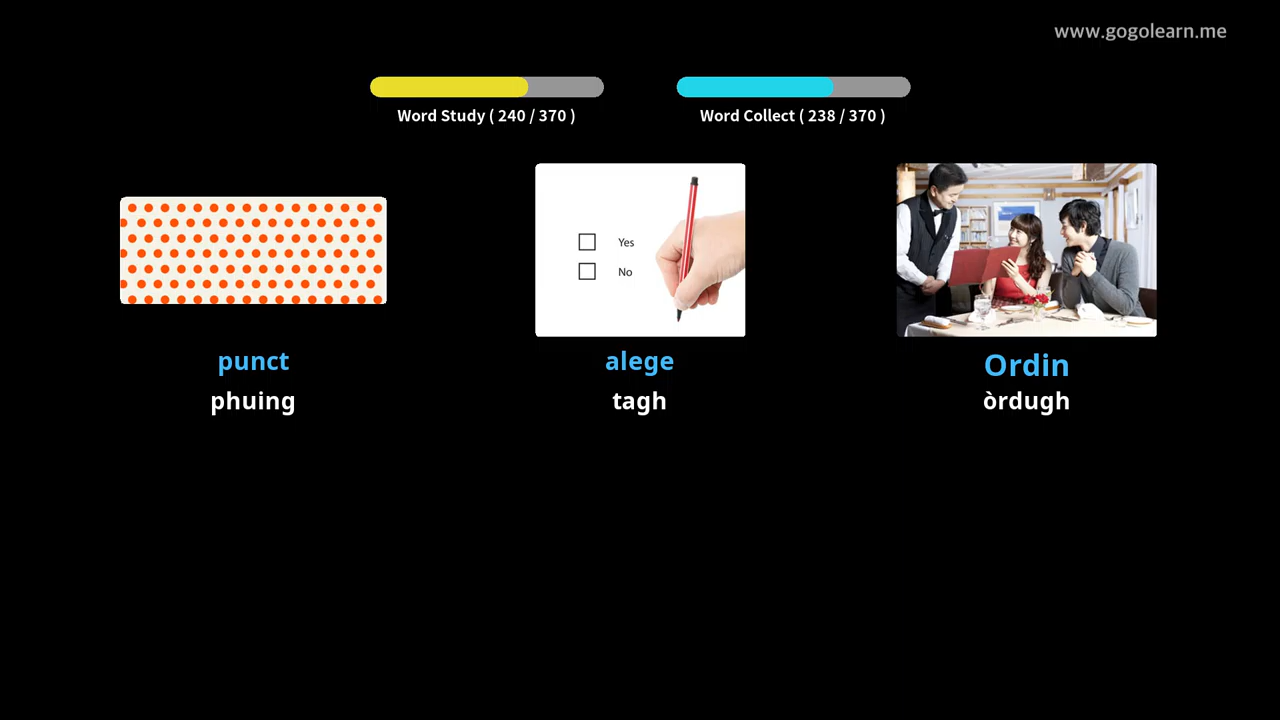 www.gogolearn.me
Word Study ( 240 / 370 )
Word Collect ( 238 / 370 )
Yes
No
punct
alege
Ordin
phuing
tagh
òrdugh